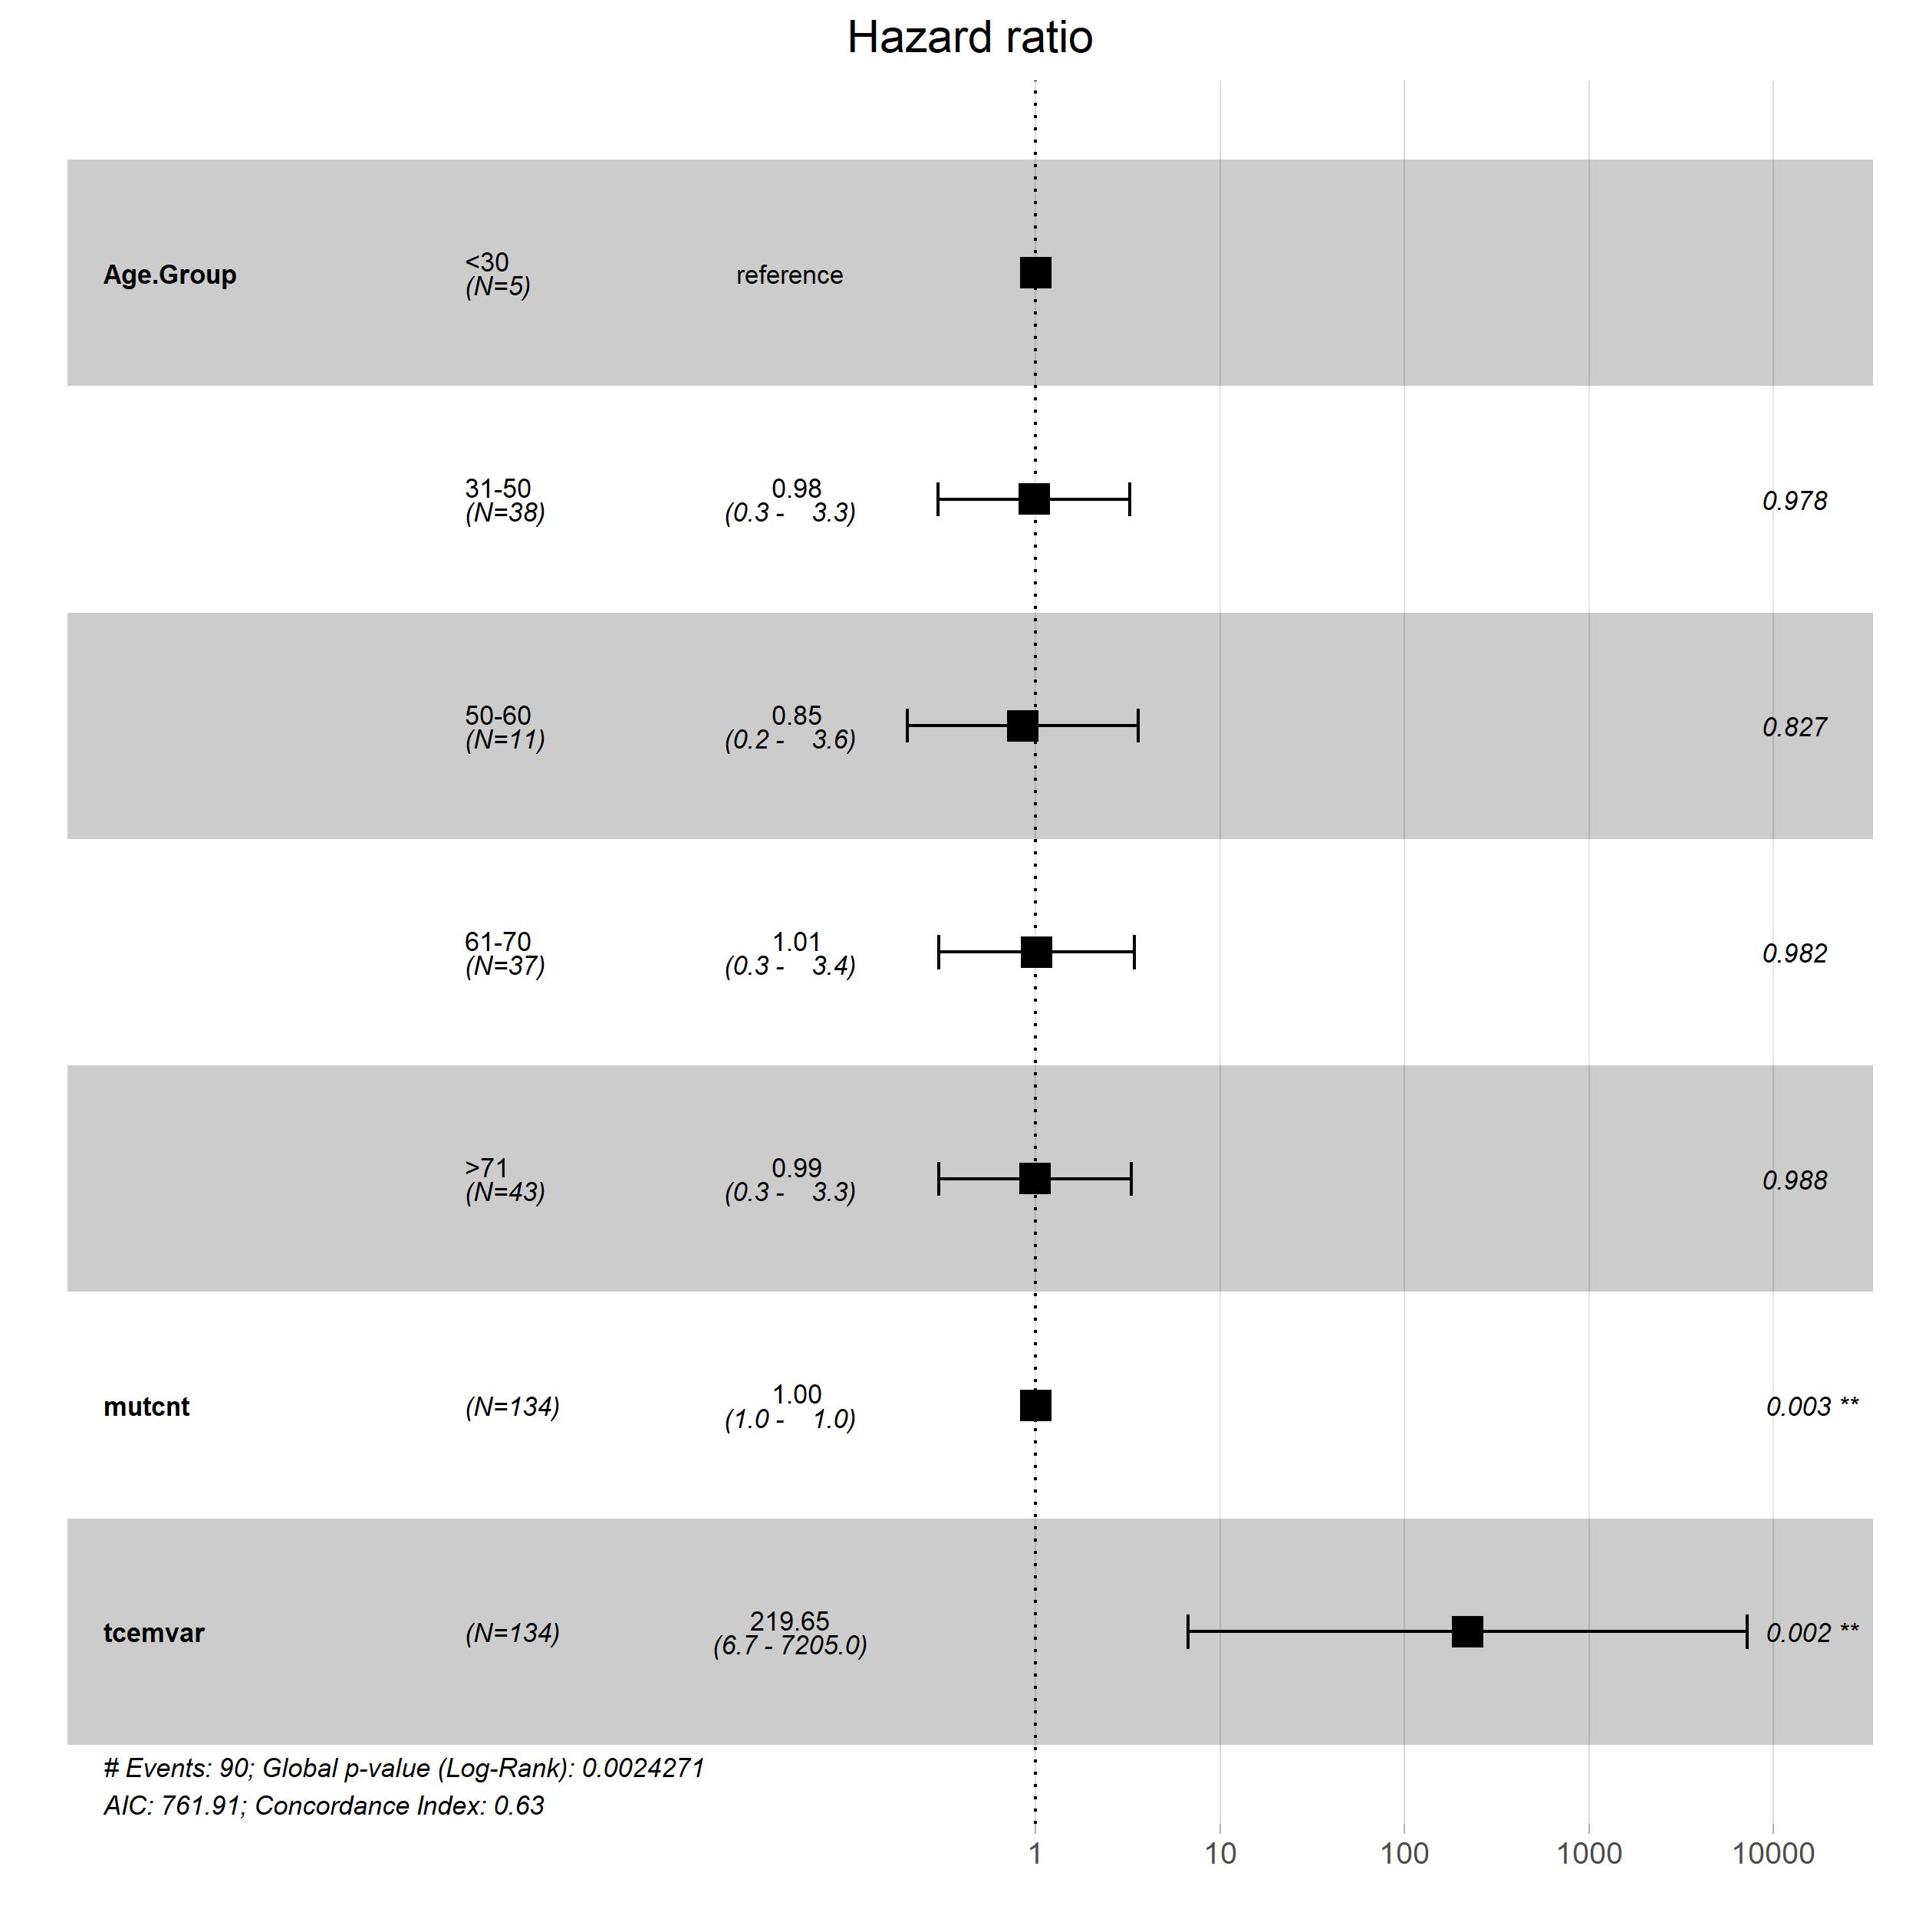 Hazard ratio
Age.Group
<30
(N=5)
reference
31-50
(N=38)
0.98
(0.3 - 3.3)
0.978
50-60
(N=11)
0.85
(0.2 - 3.6)
0.827
61-70
(N=37)
1.01
(0.3 - 3.4)
0.982
>71
(N=43)
0.99
(0.3 - 3.3)
0.988
mutcnt
(N=134)
1.00
(1.0 - 1.0)
0.003 **
tcemvar
(N=134)
219.65
(6.7 - 7205.0)
0.002 **
# Events: 90; Global p-value (Log-Rank): 0.0024271
AIC: 761.91; Concordance Index: 0.63
1 10 100 1000 10000